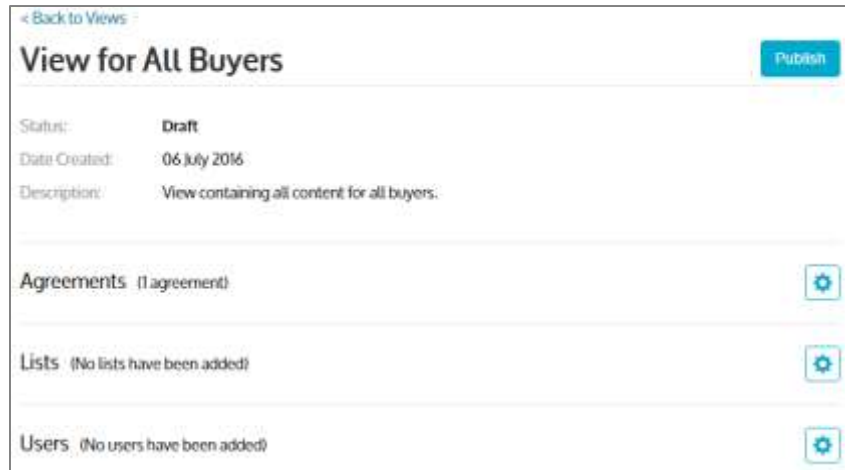 < Back to Views
View for All Buyers
Publish
Status: Draft
Date Created: 06 July 2016
Description: View containing all content for all buyers.
Agreements (1 agreement)
Lists (No lists have been added)
Users (No users have been added)